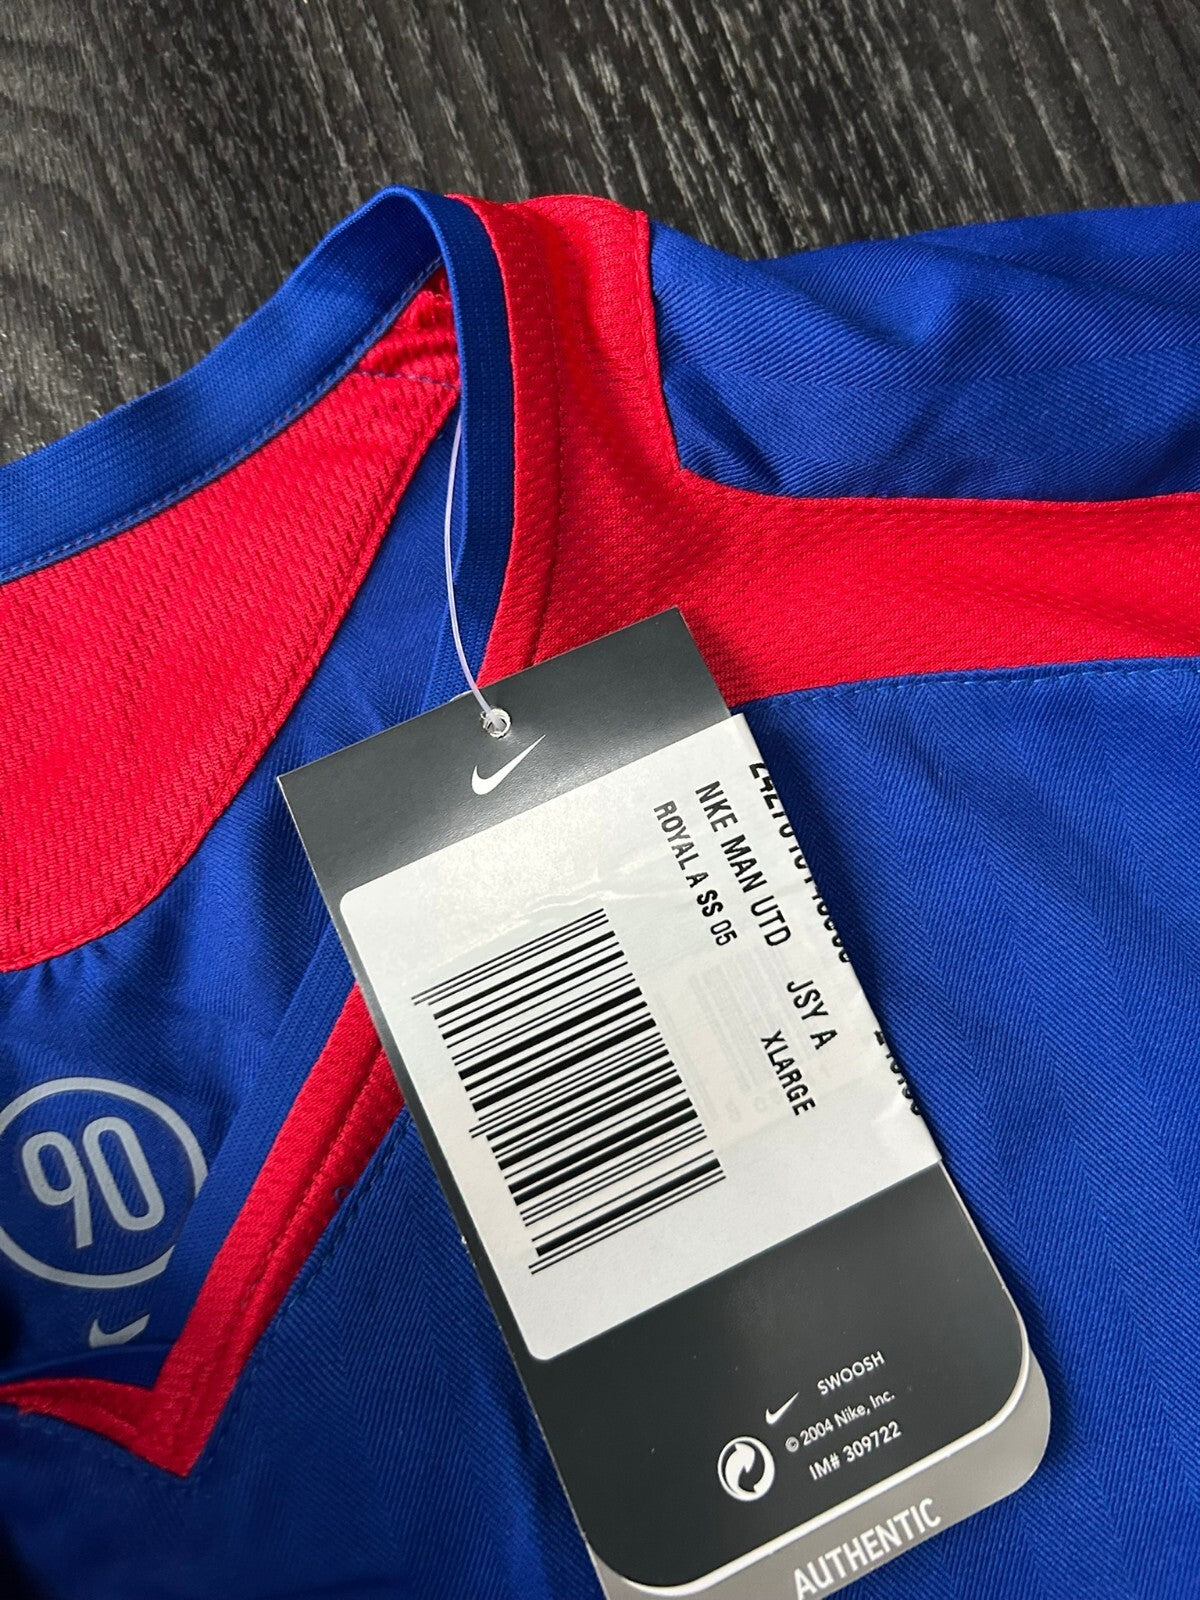 NKE MAN UTD JSY A
ROYAL A SS 05 XLARGE
90
SWOOSH
© 2004 Nike, Inc.
IM# 309722
AUTHENTIC